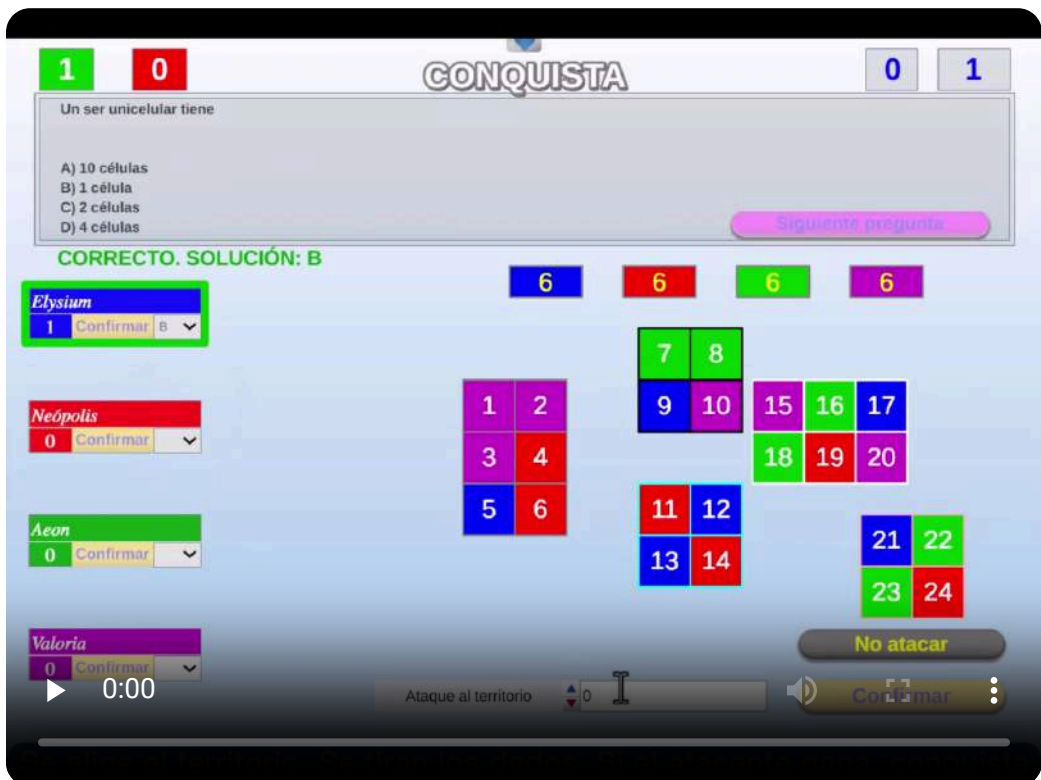 1 0 CONQUISTA 0 1
Un ser unicelular tiene
A) 10 células
B) 1 célula
C) 2 células
D) 4 células
Siguiente pregunta
CORRECTO. SOLUCIÓN: B
6 6 6 6
Elysium
1 Confirmar B
7 8
1 2 9 10 15 16 17
Neópolis
0 Confirmar
3 4 18 19 20
5 6 11 12
Aeon
0 Confirmar
21 22
13 14
23 24
Valoria
0 Confirmar
No atacar
0:00
Ataque al territorio 0
Confirmar